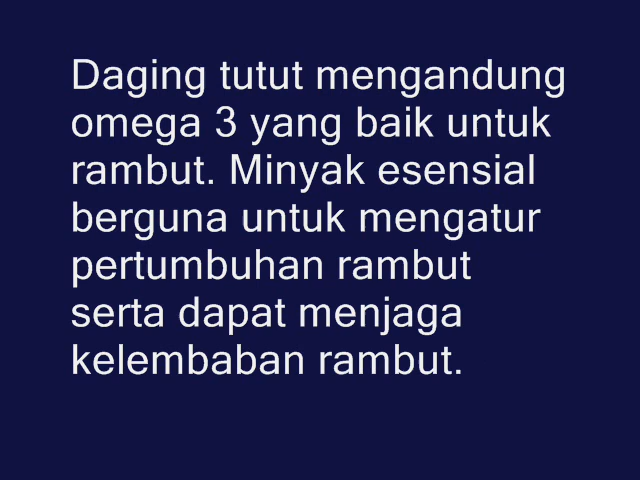 Daging tutut mengandung
omega 3 yang baik untuk
rambut. Minyak esensial
berguna untuk mengatur
pertumbuhan rambut
serta dapat menjaga
kelembaban rambut.